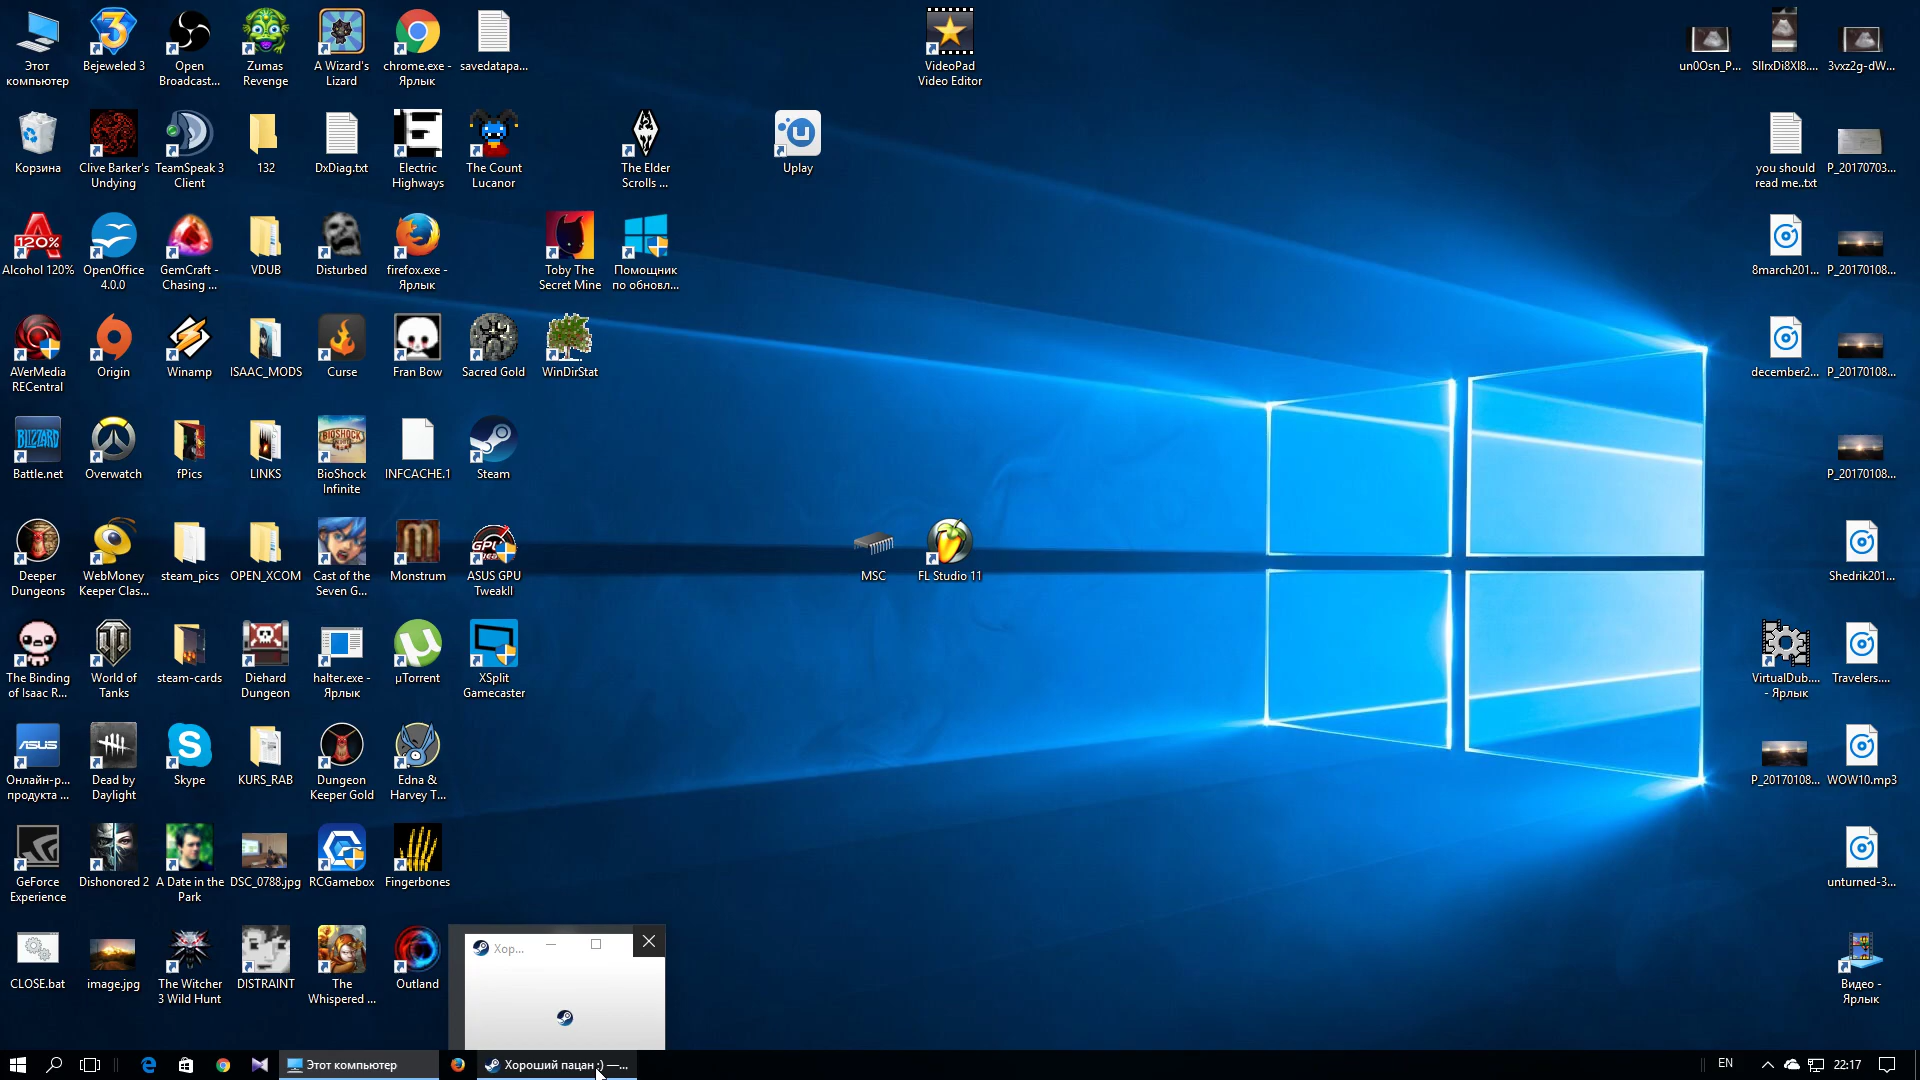 Этот
компьютер
Bejeweled 3
Open
Broadcast...
Zumas
Revenge
A Wizard's
Lizard
chrome.exe -
Ярлык
savedatapa...
VideoPad
Video Editor
un0Osn_P...
SIIrxDi8XI8....
3vxz2g-dW...
Корзина
Clive Barker's
Undying
TeamSpeak 3
Client
132
DxDiag.txt
Electric
Highways
The Count
Lucanor
The Elder
Scrolls ...
Uplay
you should
read me..txt
P_20170703...
120%
Alcohol 120%
OpenOffice
4.0.0
GemCraft -
Chasing ...
VDUB
Disturbed
firefox.exe -
Ярлык
Toby The
Secret Mine
Помощник
по обновл...
8march201...
P_20170108...
AVerMedia
RECentral
Origin
Winamp
ISAAC_MODS
Curse
Fran Bow
Sacred Gold
WinDirStat
december2...
P_20170108...
BLIZZARD
Battle.net
Overwatch
fPics
LINKS
BIOSHOCK
BioShock
Infinite
INFCACHE.1
Steam
P_20170108...
Deeper
Dungeons
WebMoney
Keeper Clas...
steam_pics
OPEN_XCOM
Cast of the
Seven G...
Monstrum
GPU
ASUS GPU
TweakII
MSC
FL Studio 11
Shedrik201...
The Binding
of Isaac R...
World of
Tanks
steam-cards
Diehard
Dungeon
halter.exe -
Ярлык
µTorrent
XSplit
Gamecaster
VirtualDub....
- Ярлык
Travelers....
ASUS
Онлайн-р...
продукта ...
Dead by
Daylight
Skype
KURS_RAB
Dungeon
Keeper Gold
Edna &
Harvey T...
P_20170108...
WOW10.mp3
GeForce
Experience
Dishonored 2
A Date in the
Park
DSC_0788.jpg
RCGamebox
Fingerbones
unturned-3...
CLOSE.bat
image.jpg
The Witcher
3 Wild Hunt
DISTRAINT
The
Whispered ...
Outland
Хор...
Видео -
Ярлык
Этот компьютер
Хороший пацан :) —...
EN
22:17